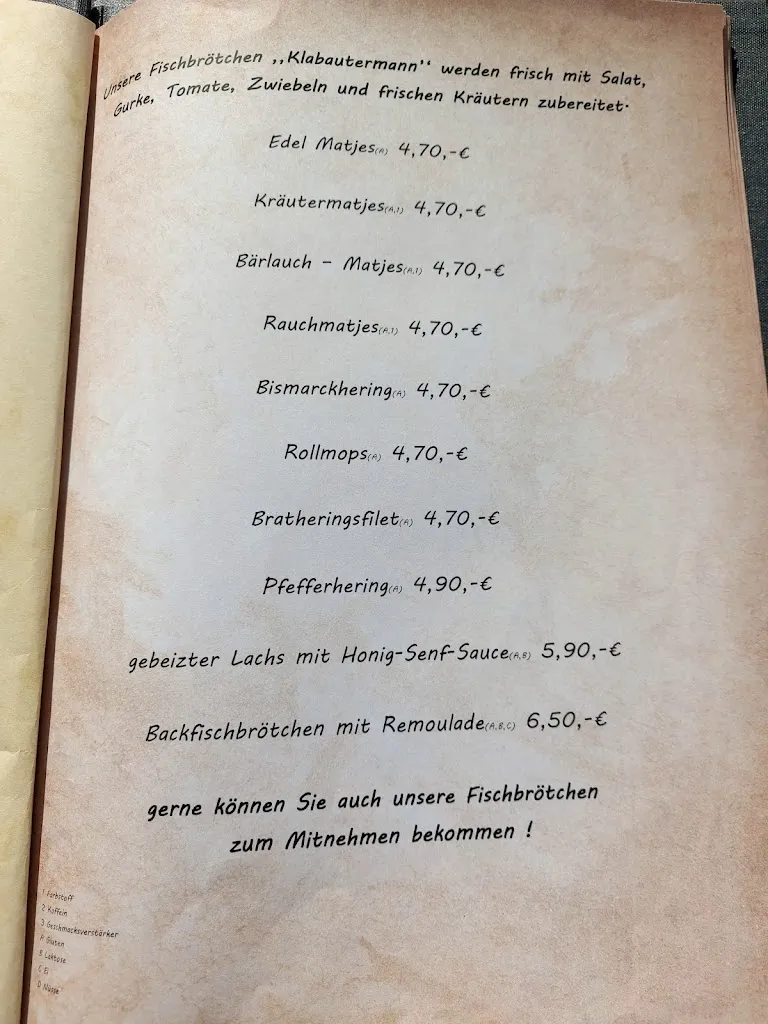 Unsere Fischbrötchen ,,Klabautermann'' werden frisch mit Salat,
Gurke, Tomate, Zwiebeln und frischen Kräutern zubereitet.
Edel Matjes(A) 4,70,-€
Kräutermatjes(A,1) 4,70,-€
Bärlauch - Matjes(A,1) 4,70,-€
Rauchmatjes(A,1) 4,70,-€
Bismarckhering(A) 4,70,-€
Rollmops(A) 4,70,-€
Bratheringsfilet(A) 4,70,-€
Pfefferhering(A) 4,90,-€
gebeizter Lachs mit Honig-Senf-Sauce(A,B) 5,90,-€
Backfischbrötchen mit Remoulade(A,B,C) 6,50,-€
gerne können Sie auch unsere Fischbrötchen
zum Mitnehmen bekommen !
1 Farbstoff
2 Koffein
3 Geschmacksverstärker
A Gluten
B Laktose
C Ei
D Nüsse